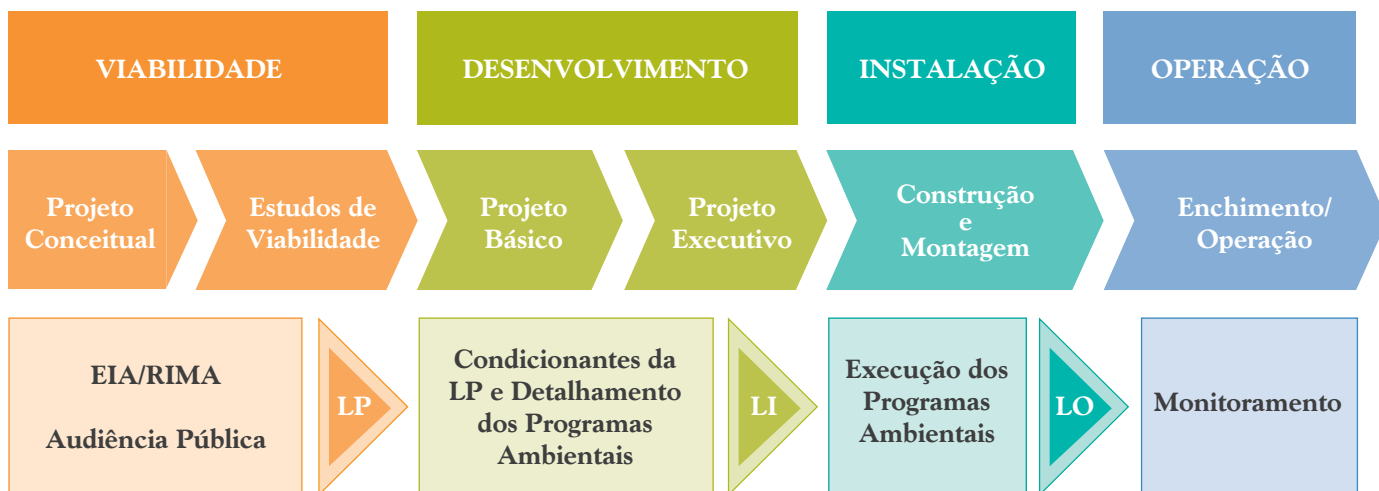 VIABILIDADE
DESENVOLVIMENTO
INSTALAÇÃO
OPERAÇÃO
Projeto
Conceitual
Estudos de
Viabilidade
Projeto
Básico
Projeto
Executivo
Construção
e
Montagem
Enchimento/
Operação
EIA/RIMA
Audiência Pública
LP
Condicionantes da
LP e Detalhamento
dos Programas
Ambientais
LI
Execução dos
Programas
Ambientais
LO
Monitoramento